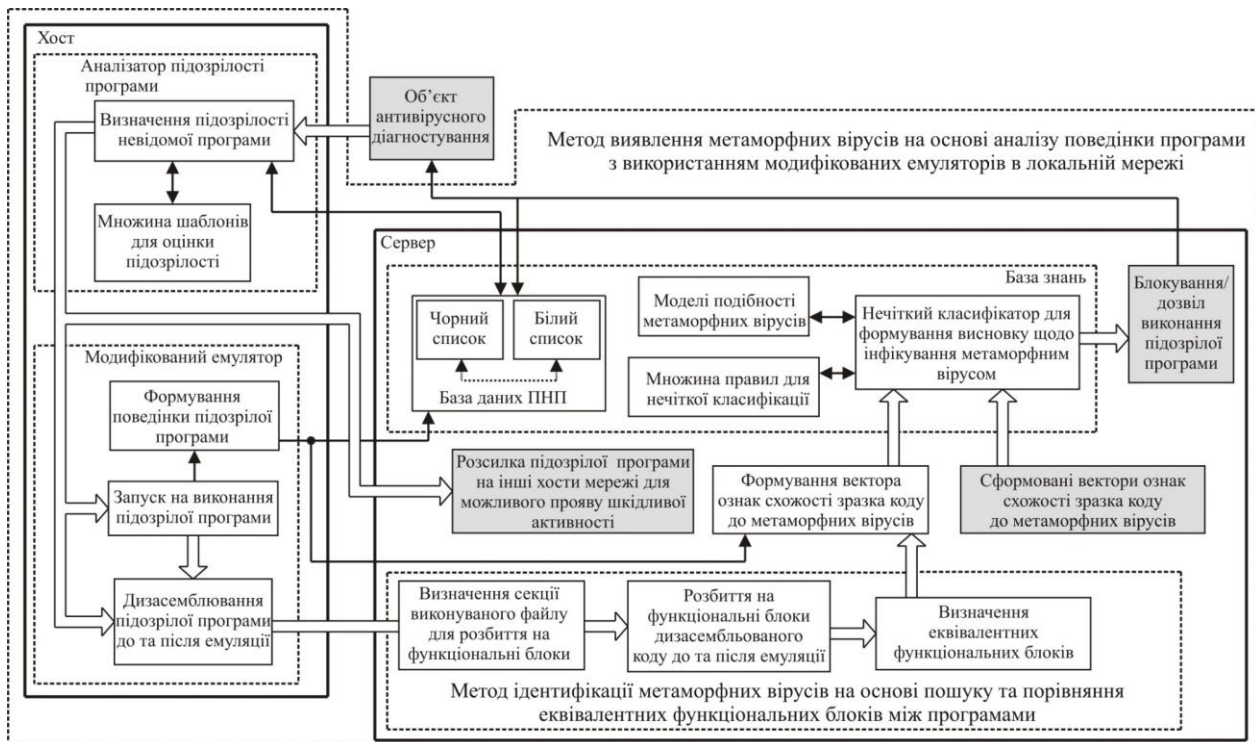 Хост
Аналізатор підозрілості
програми
Визначення підозрілості
невідомої програми
Множина шаблонів
для оцінки
підозрілості
Об’єкт
антивірусного
діагностування
Метод виявлення метаморфних вірусів на основі аналізу поведінки програми
з використанням модифікованих емуляторів в локальній мережі
Модифікований емулятор
Формування
поведінки підозрілої
програми
Запуск на виконання
підозрілої програми
Дизасемблювання
підозрілої програми
до та після емуляції
Сервер
База знань
Чорний
список
Білий
список
База даних ПНП
Моделі подібності
метаморфних вірусів
Множина правил для
нечіткої класифікації
Нечіткий класифікатор для
формування висновку щодо
інфікування метаморфним
вірусом
Блокування/
дозвіл
виконання
підозрілої
програми
Розсилка підозрілої програми
на інші хости мережі для
можливого прояву шкідливої
активності
Формування вектора
ознак схожості зразка коду
до метаморфних вірусів
Сформовані вектори ознак
схожості зразка коду
до метаморфних вірусів
Визначення секції
виконуваного файлу
для розбиття на
функціональні блоки
Розбиття на
функціональні блоки
дизасембльованого
коду до та після емуляції
Визначення
еквівалентних
функціональних блоків
Метод ідентифікації метаморфних вірусів на основі пошуку та порівняння
еквівалентних функціональних блоків між програмами